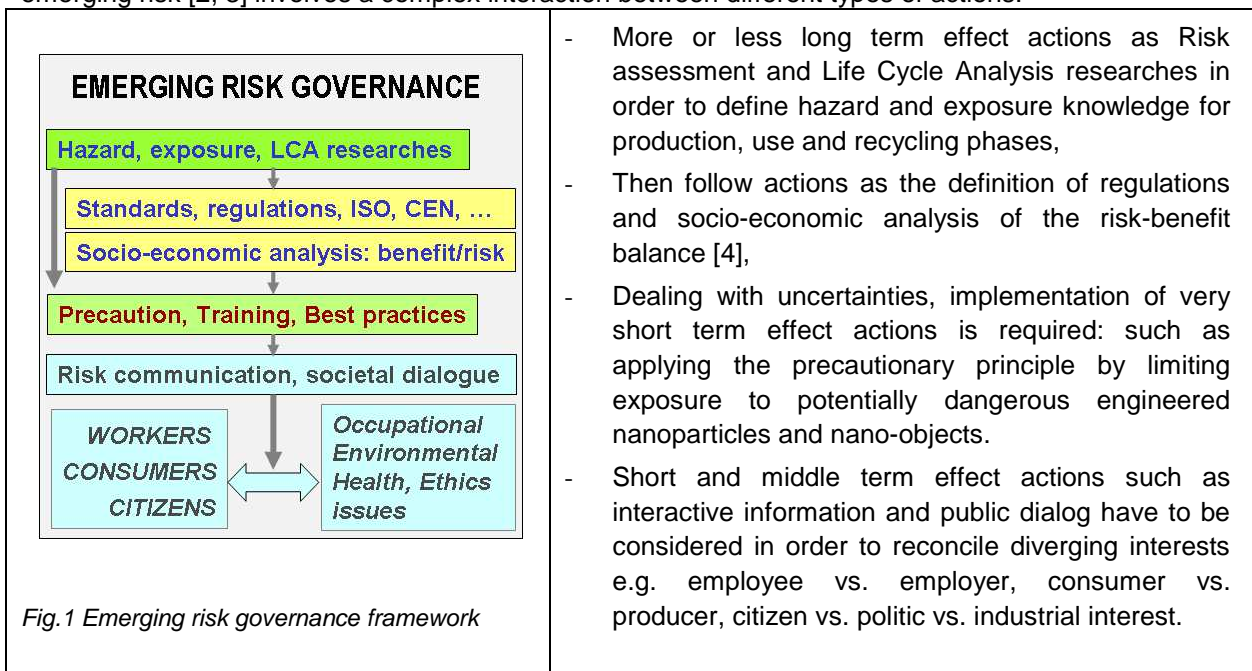 emerging risk [2, 3] involves a complex interaction between different types of actions:
EMERGING RISK GOVERNANCE
Hazard, exposure, LCA researches
Standards, regulations, ISO, CEN, ...
Socio-economic analysis: benefit/risk
Precaution, Training, Best practices
Risk communication, societal dialogue
WORKERS
CONSUMERS
CITIZENS
Occupational
Environmental
Health, Ethics
issues
Fig.1 Emerging risk governance framework
- More or less long term effect actions as Risk
assessment and Life Cycle Analysis researches in
order to define hazard and exposure knowledge for
production, use and recycling phases,
- Then follow actions as the definition of regulations
and socio-economic analysis of the risk-benefit
balance [4],
- Dealing with uncertainties, implementation of very
short term effect actions is required: such as
applying the precautionary principle by limiting
exposure to potentially dangerous engineered
nanoparticles and nano-objects.
- Short and middle term effect actions such as
interactive information and public dialog have to be
considered in order to reconcile diverging interests
e.g. employee vs. employer, consumer vs.
producer, citizen vs. politic vs. industrial interest.